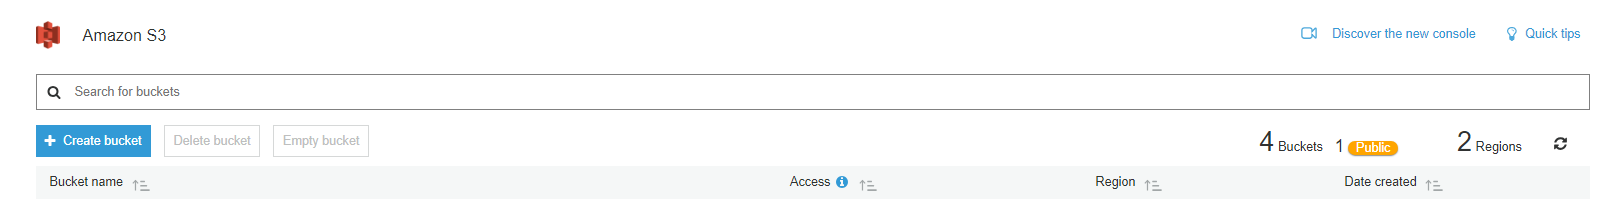 Amazon S3
Discover the new console
Quick tips
Search for buckets
Create bucket
Delete bucket
Empty bucket
4 Buckets
1 Public
2 Regions
Bucket name
Access
Region
Date created